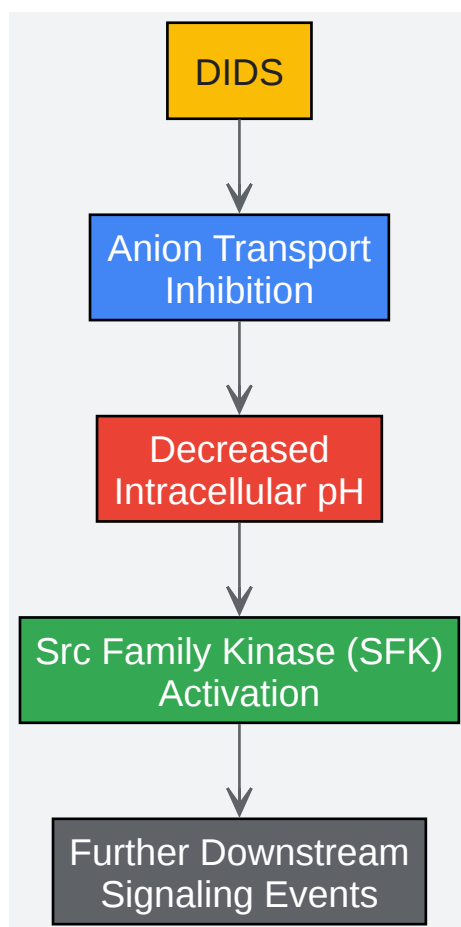 DIDS
Anion Transport
Inhibition
Decreased
Intracellular pH
Src Family Kinase (SFK)
Activation
Further Downstream
Signaling Events